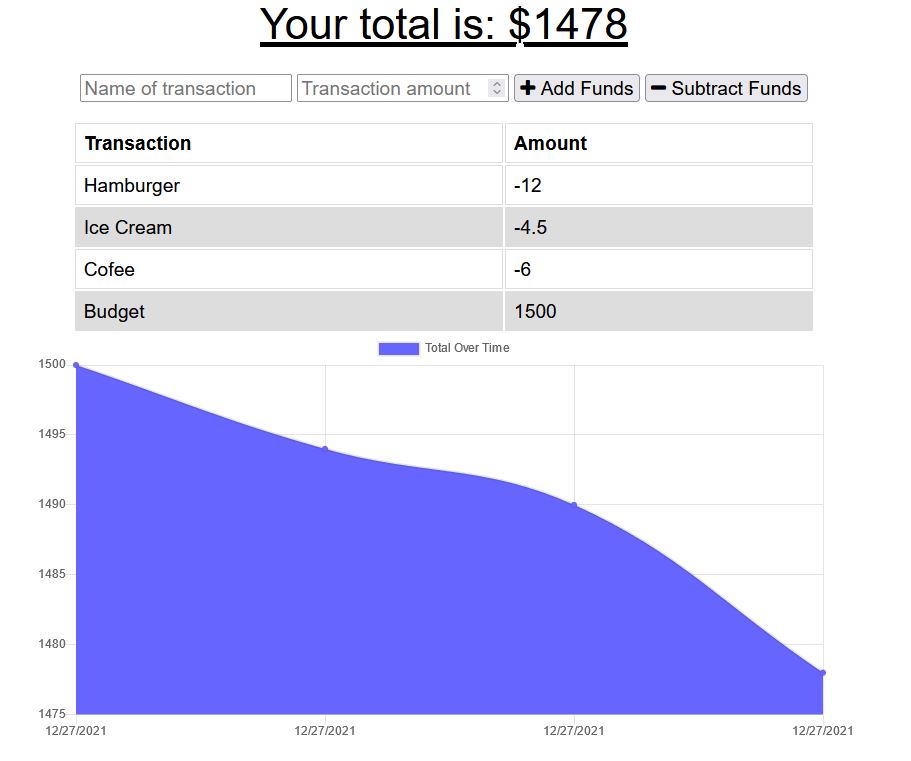 Your total is: $1478
Name of transaction Transaction amount + Add Funds − Subtract Funds
Transaction Amount
Hamburger -12
Ice Cream -4.5
Cofee -6
Budget 1500
Total Over Time
1500
1495
1490
1485
1480
1475
12/27/2021 12/27/2021 12/27/2021 12/27/2021